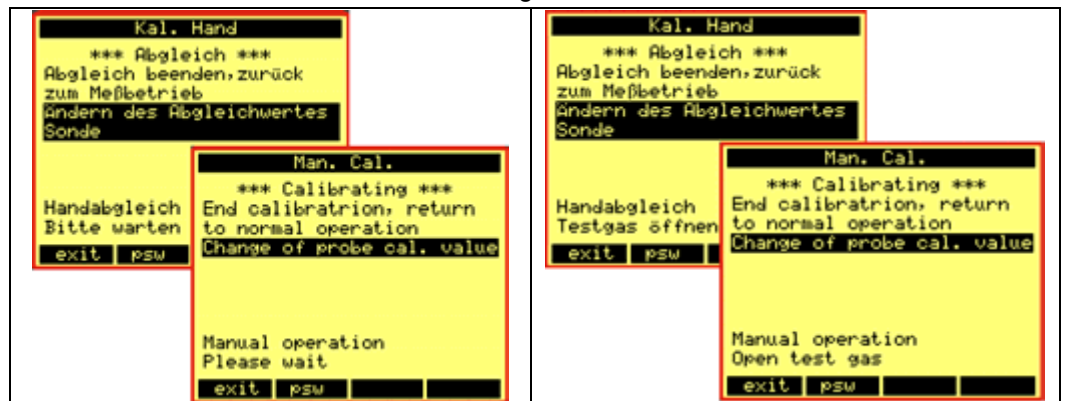 Kal. Hand
*** Abgleich ***
Abgleich beenden,zurück
zum Meßbetrieb
Ändern des Abgleichwertes
Sonde
Handabgleich
Bitte warten
exit psw
Man. Cal.
*** Calibrating ***
End calibratrion, return
to normal operation
Change of probe cal. value
Manual operation
Please wait
exit psw
Kal. Hand
*** Abgleich ***
Abgleich beenden,zurück
zum Meßbetrieb
Ändern des Abgleichwertes
Sonde
Handabgleich
Testgas öffnen
exit psw
Man. Cal.
*** Calibrating ***
End calibratrion, return
to normal operation
Change of probe cal. value
Manual operation
Open test gas
exit psw